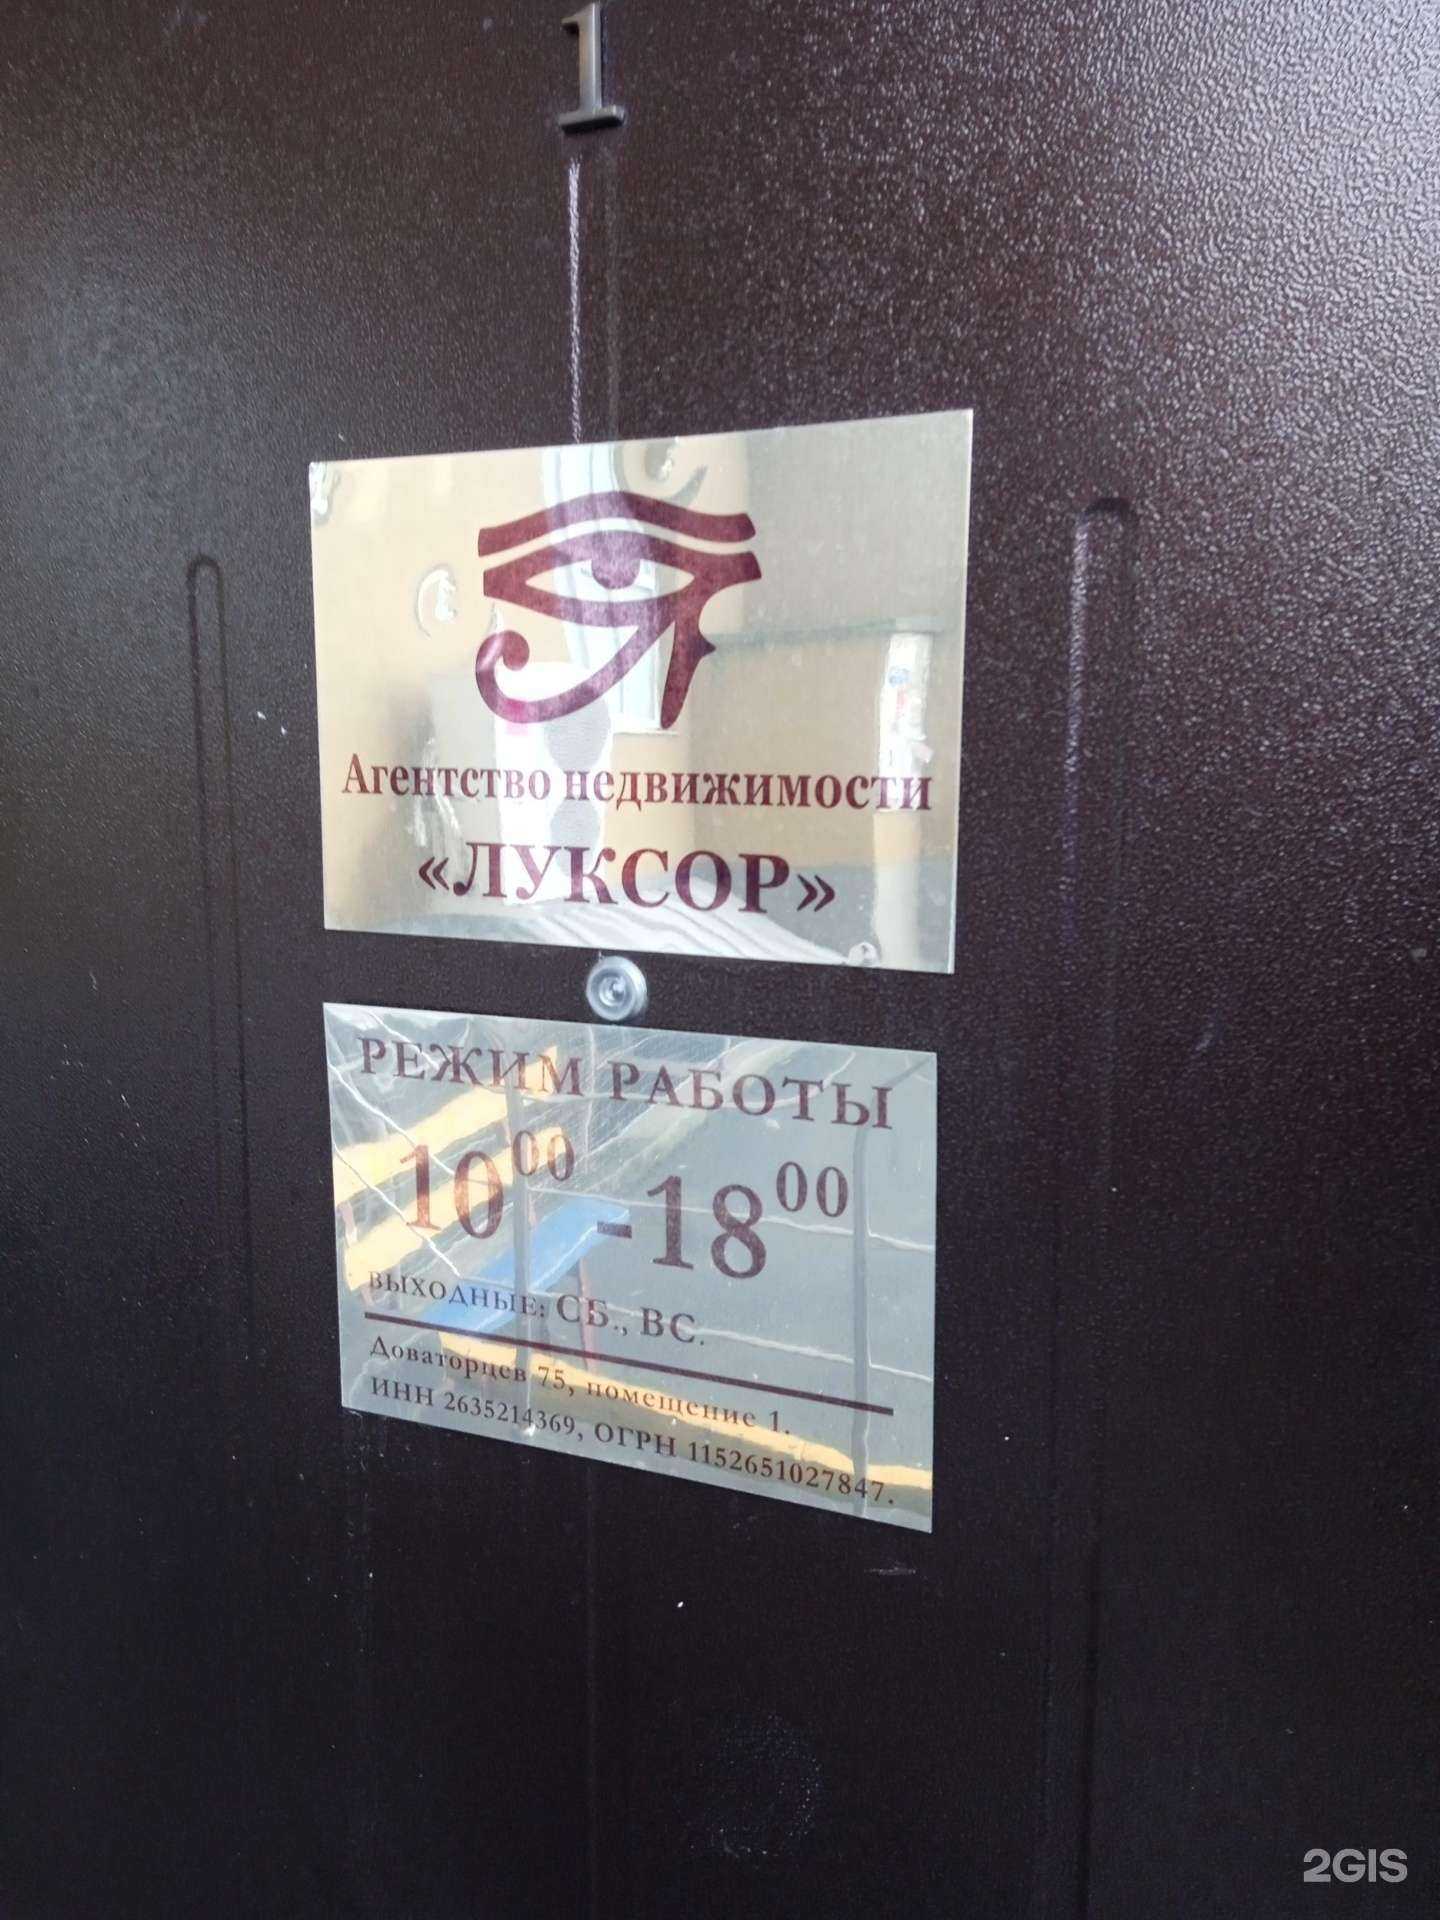 1
Агентство недвижимости
«ЛУКСОР»
РЕЖИМ РАБОТЫ
10⁰⁰ -18⁰⁰
ВЫХОДНЫЕ: СБ., ВС.
Доваторцев 75, помещение 1.
ИНН 2635214369, ОГРН 1152651027847.
2GIS